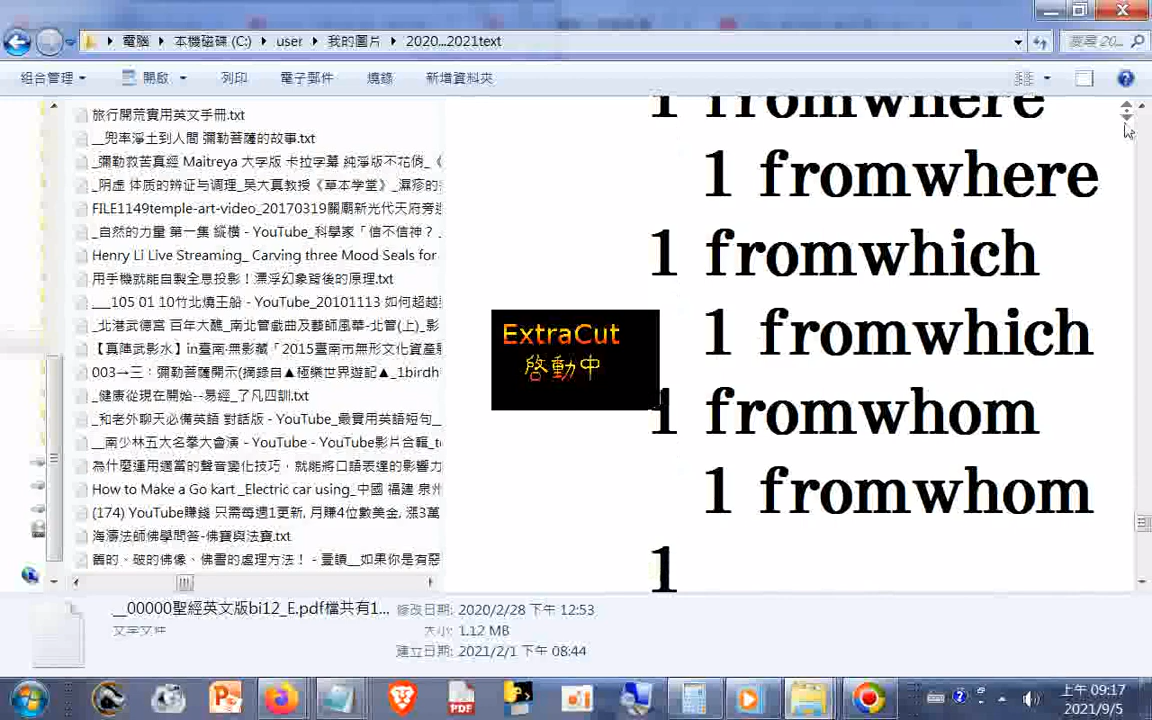 電腦 本機磁碟 (C:) user 我的圖片 2020...2021text
搜尋 20...
組合管理 開啟 列印 電子郵件 燒錄 新增資料夾
旅行開荒實用英文手冊.txt
__兜率淨土到人間 彌勒菩薩的故事.txt
_彌勒救苦真經 Maitreya 大字版 卡拉字幕 純淨版不花俏_《
_阴虚 体质的辨证与调理_吴大真教授《草本学堂》_濕疹的
FILE1149temple-art-video_20170319關廟新光代天府旁
_自然的力量 第一集 縱橫 - YouTube_科學家「信不信神？
Henry Li Live Streaming_ Carving three Mood Seals for
用手機就能自製全息投影！漂浮幻象背後的原理.txt
___105 01 10竹北燒王船 - YouTube_20101113 如何超越
_北港武德宮 百年大醮_南北管戲曲及藝師風華-北管(上)_影
【真陣武影水】in臺南·無影藏「2015臺南市無形文化資產
003→三：彌勒菩薩開示(摘錄自▲極樂世界遊記▲_1birdh
_健康從現在開始--易經_了凡四訓.txt
_和老外聊天必備英語 對話版 - YouTube_最實用英語短句_
__南少林五大名拳大會演 - YouTube - YouTube影片合輯_
為什麼運用適當的聲音變化技巧，就能將口語表達的影響力
How to Make a Go kart _Electric car using_中國 福建 泉州
(174) YouTube賺錢 只需每週1更新, 月賺4位數美金, 漲3萬
海濤法師佛學問答-佛寶與法寶.txt
舊的、破的佛像、佛書的處理方法！ - 壹讀__如果你是有惡
1 fromwhere
1 fromwhere
1 fromwhich
1 fromwhich
1 fromwhom
1 fromwhom
1
ExtraCut
啓動中
__00000聖經英文版bi12_E.pdf檔共有1... 修改日期: 2020/2/28 下午 12:53
文字文件 大小: 1.12 MB
建立日期: 2021/2/1 下午 08:44
上午 09:17
2021/9/5